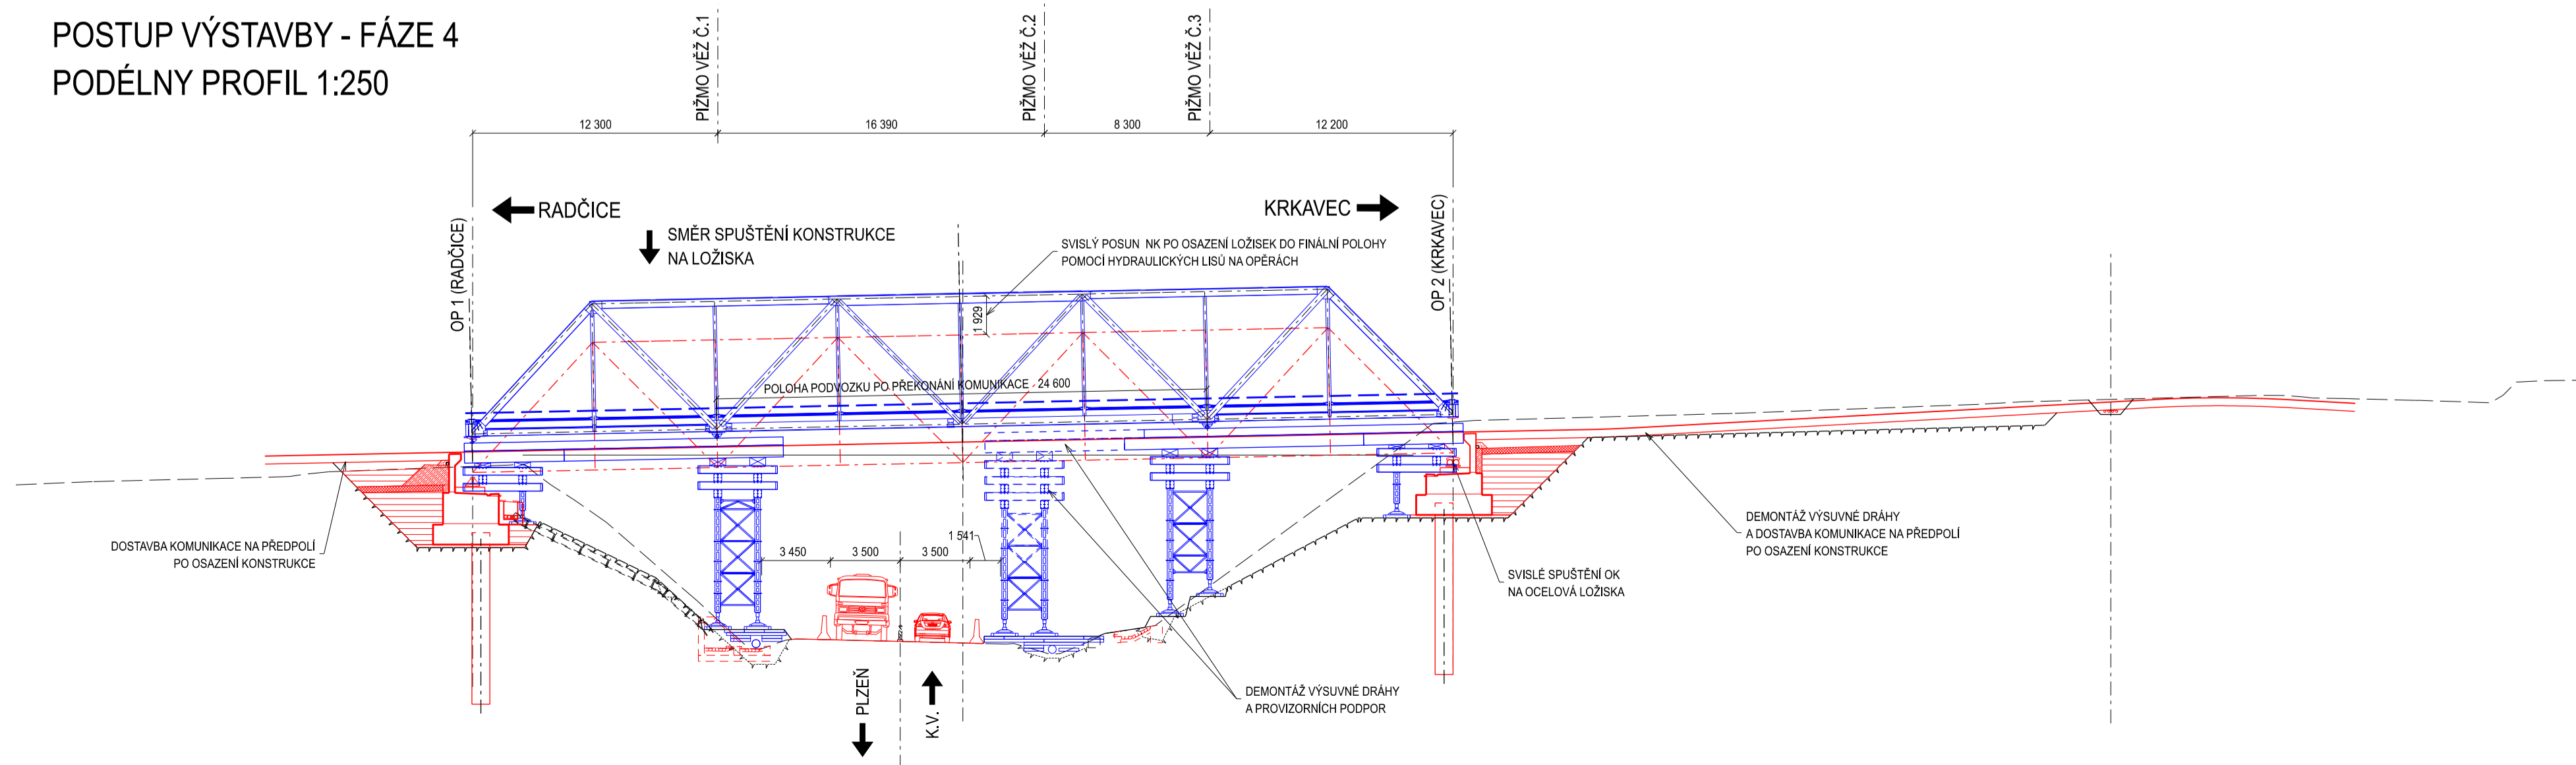 POSTUP VÝSTAVBY - FÁZE 4
PODÉLNY PROFIL 1:250
PIŽMO VĚŽ Č.1
PIŽMO VĚŽ Č.2
PIŽMO VĚŽ Č.3
12 300
16 390
8 300
12 200
OP 1 (RADČICE)
RADČICE
SMĚR SPUŠTĚNÍ KONSTRUKCE
NA LOŽISKA
KRKAVEC
OP 2 (KRKAVEC)
SVISLÝ POSUN NK PO OSAZENÍ LOŽISEK DO FINÁLNÍ POLOHY
POMOCÍ HYDRAULICKÝCH LISŮ NA OPĚRÁCH
1 929
POLOHA PODVOZKU PO PŘEKONÁNÍ KOMUNIKACE 24 600
DOSTAVBA KOMUNIKACE NA PŘEDPOLÍ
PO OSAZENÍ KONSTRUKCE
3 450
3 500
3 500
1 541
DEMONTÁŽ VÝSUVNÉ DRÁHY
A DOSTAVBA KOMUNIKACE NA PŘEDPOLÍ
PO OSAZENÍ KONSTRUKCE
SVISLÉ SPUŠTĚNÍ OK
NA OCELOVÁ LOŽISKA
PLZEŇ
K.V.
DEMONTÁŽ VÝSUVNÉ DRÁHY
A PROVIZORNÍCH PODPOR